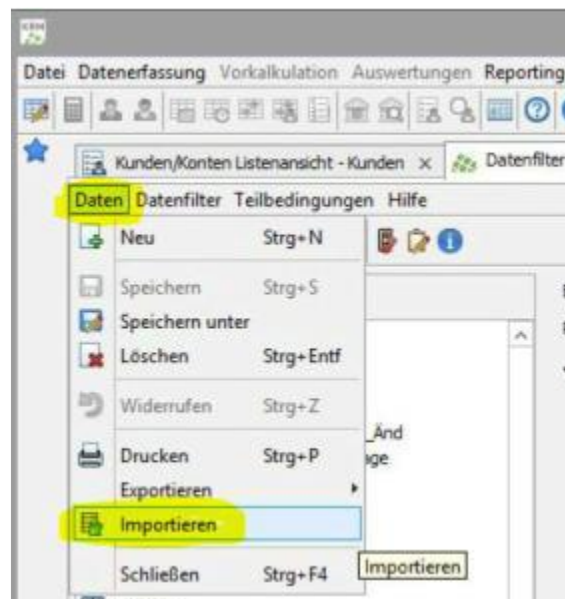 Datei Datenerfassung Vorkalkulation Auswertungen Reporting
Kunden/Konten Listenansicht - Kunden × Datenfilter
Daten Datenfilter Teilbedingungen Hilfe
Neu Strg+N
Speichern Strg+S
Speichern unter
Löschen Strg+Entf
Widerrufen Strg+Z
_Änd
Drucken Strg+P
age
Exportieren
Importieren
Importieren
Schließen Strg+F4